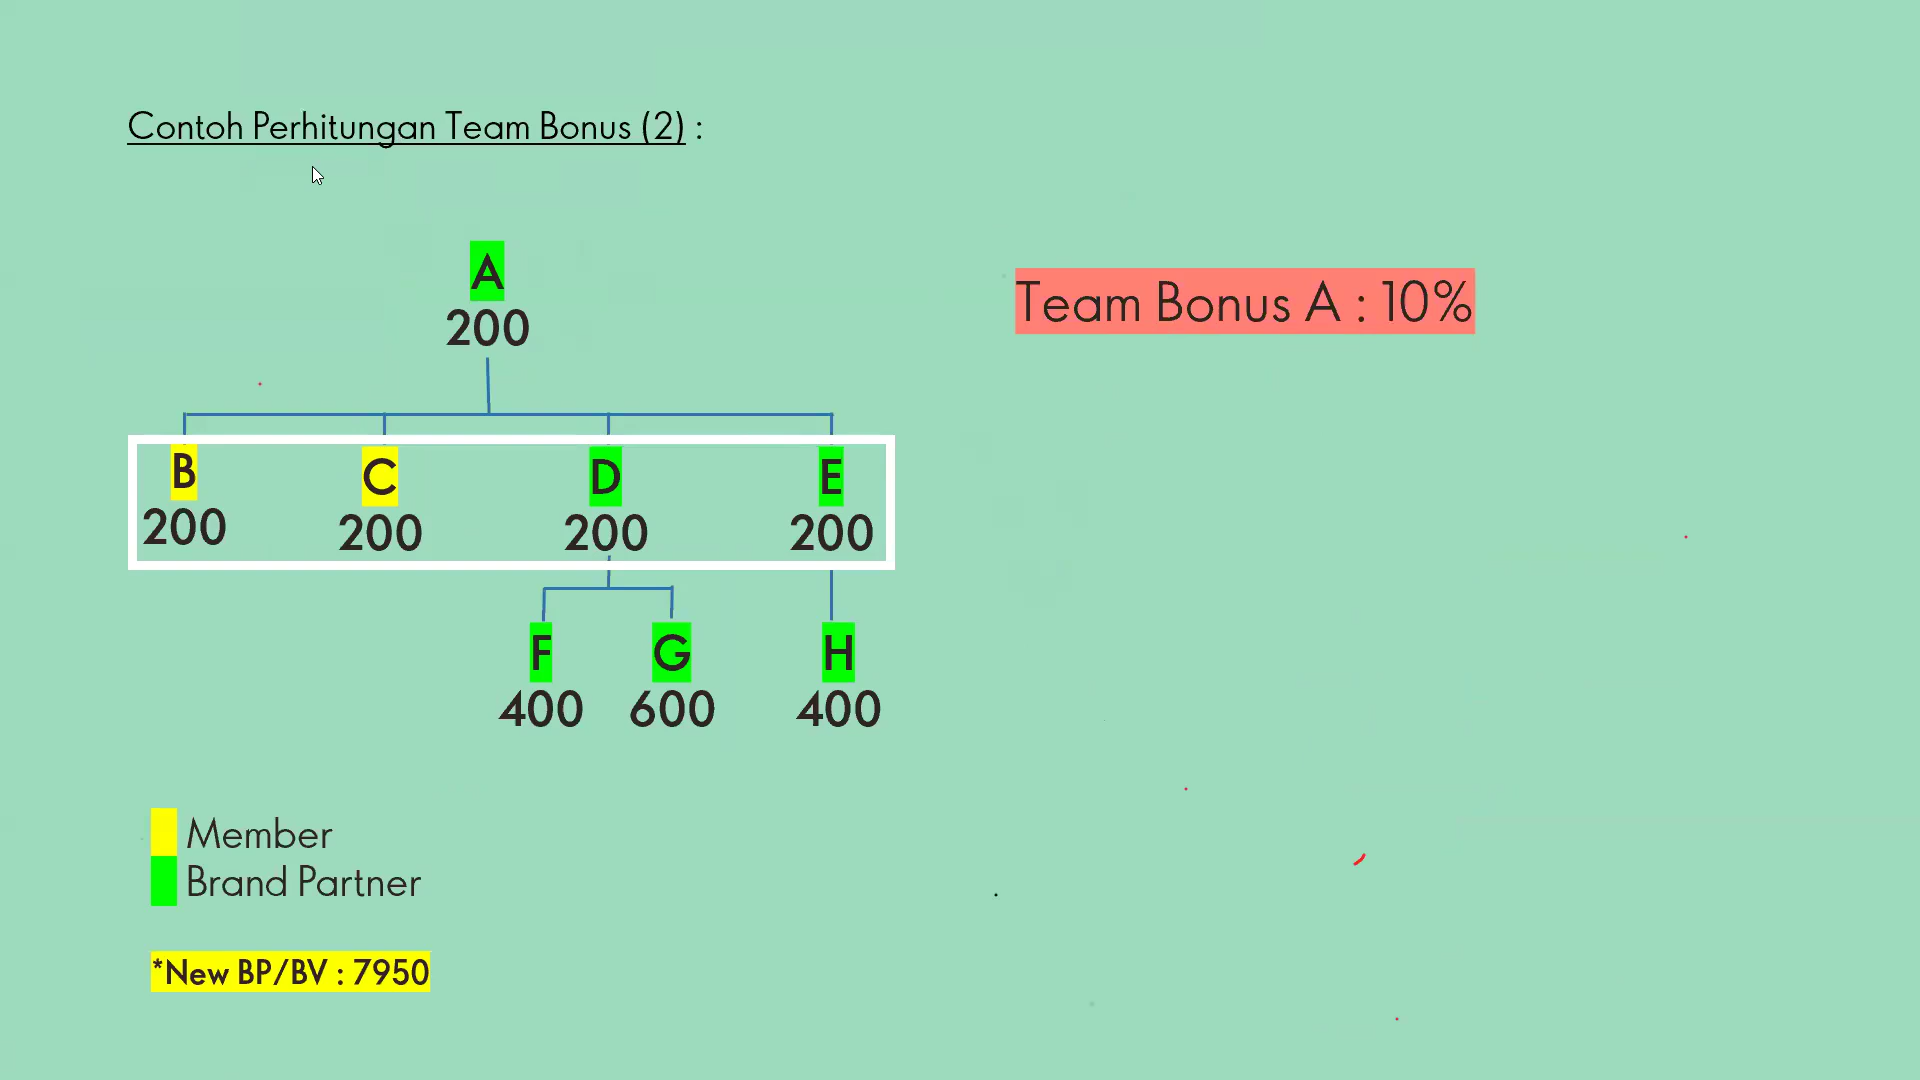 Contoh Perhitungan Team Bonus (2) :
A
200
Team Bonus A : 10%
B C D E
200 200 200 200
F G H
400 600 400
Member
Brand Partner
*New BP/BV : 7950